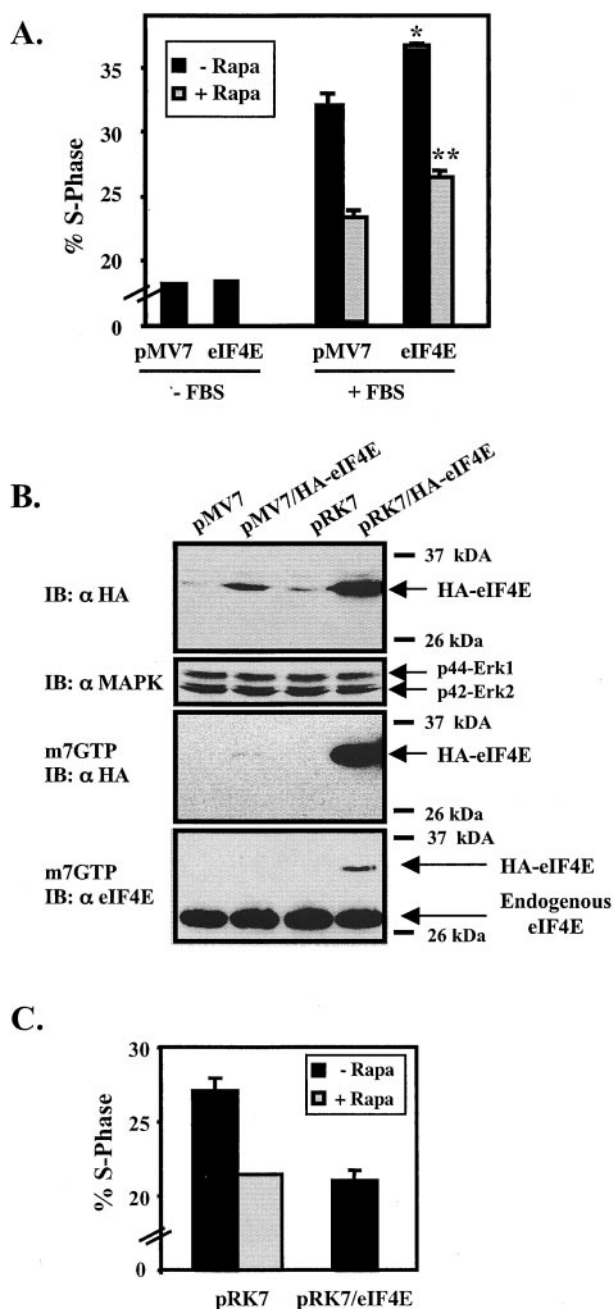 A.
- Rapa
+ Rapa
*
**
% S-Phase
35
30
25
20
0
pMV7 eIF4E pMV7 eIF4E
- FBS + FBS
B.
pMV7 pMV7/HA-eIF4E pRK7 pRK7/HA-eIF4E
37 kDA
IB: α HA HA-eIF4E
26 kDa
IB: α MAPK p44-Erk1
p42-Erk2
37 kDA
m7GTP
IB: α HA HA-eIF4E
26 kDa
37 kDA
m7GTP
IB: α eIF4E HA-eIF4E
Endogenous
eIF4E
26 kDa
C.
- Rapa
+ Rapa
% S-Phase
30
25
20
0
pRK7 pRK7/eIF4E